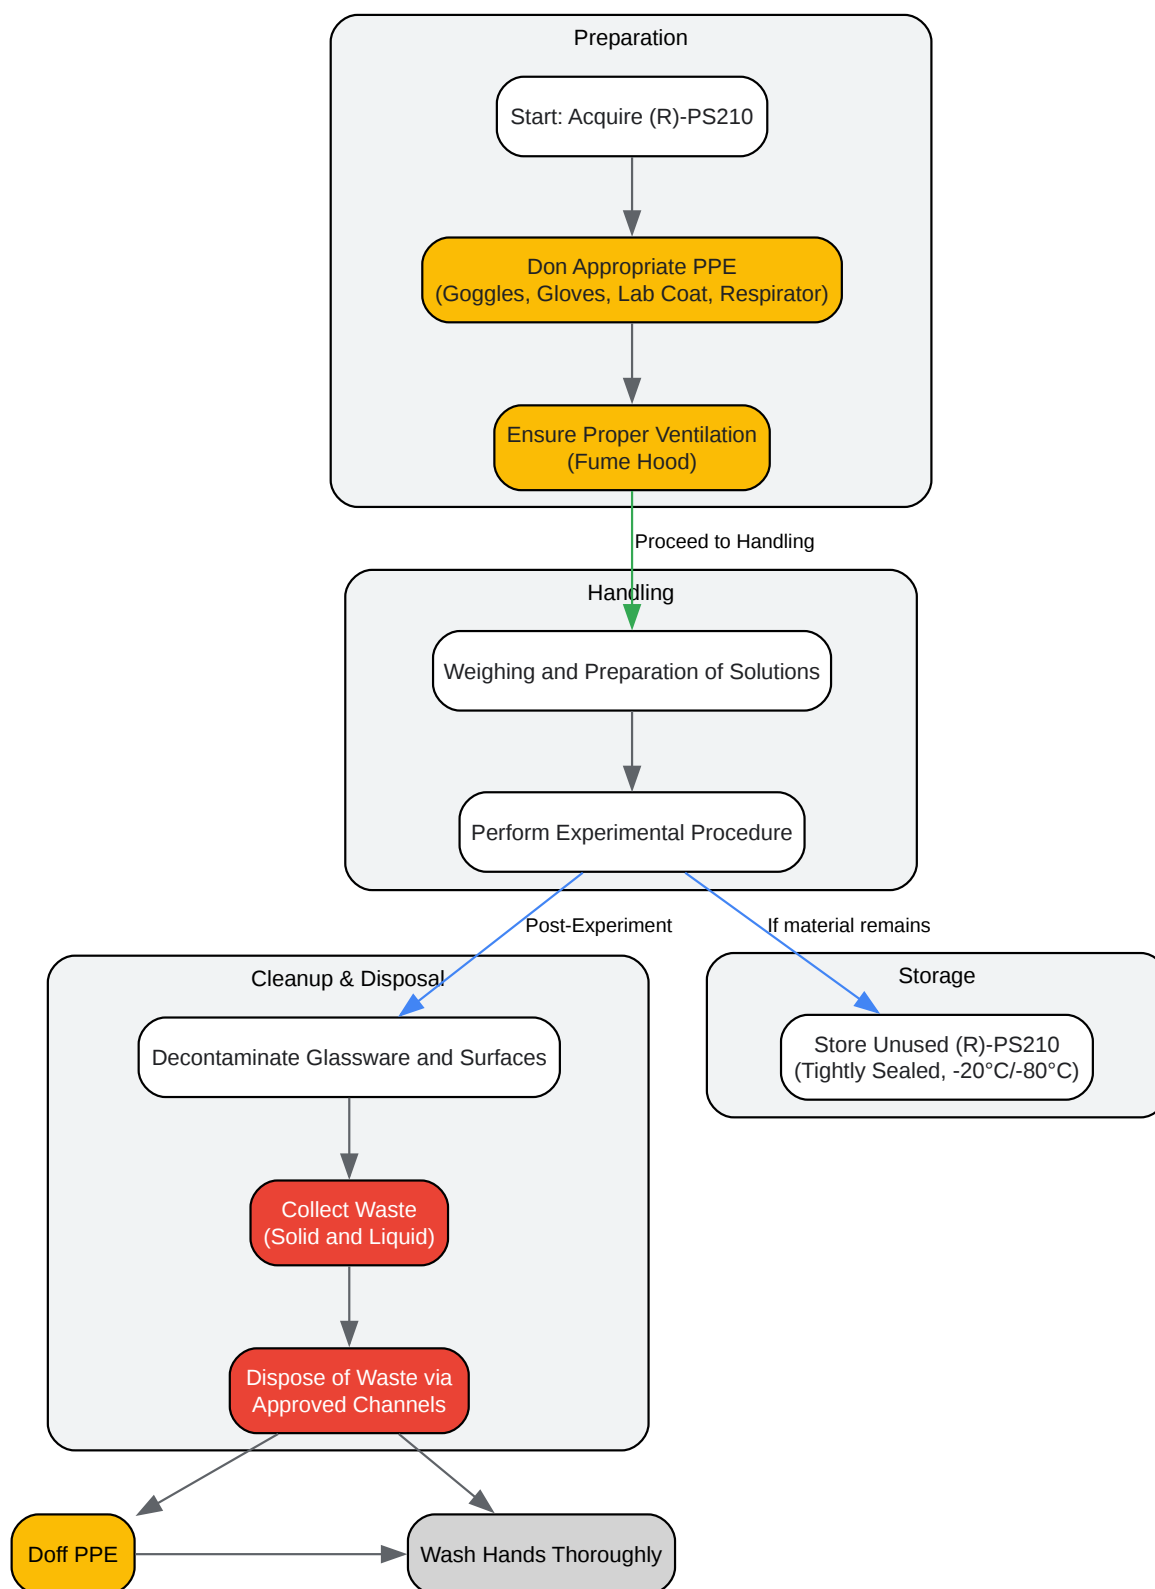 Preparation
Start: Acquire (R)-PS210
Don Appropriate PPE
(Goggles, Gloves, Lab Coat, Respirator)
Ensure Proper Ventilation
(Fume Hood)
Proceed to Handling
Handling
Weighing and Preparation of Solutions
Perform Experimental Procedure
Post-Experiment
If material remains
Cleanup & Disposal
Decontaminate Glassware and Surfaces
Storage
Store Unused (R)-PS210
(Tightly Sealed, -20°C/-80°C)
Collect Waste
(Solid and Liquid)
Dispose of Waste via
Approved Channels
Doff PPE
Wash Hands Thoroughly